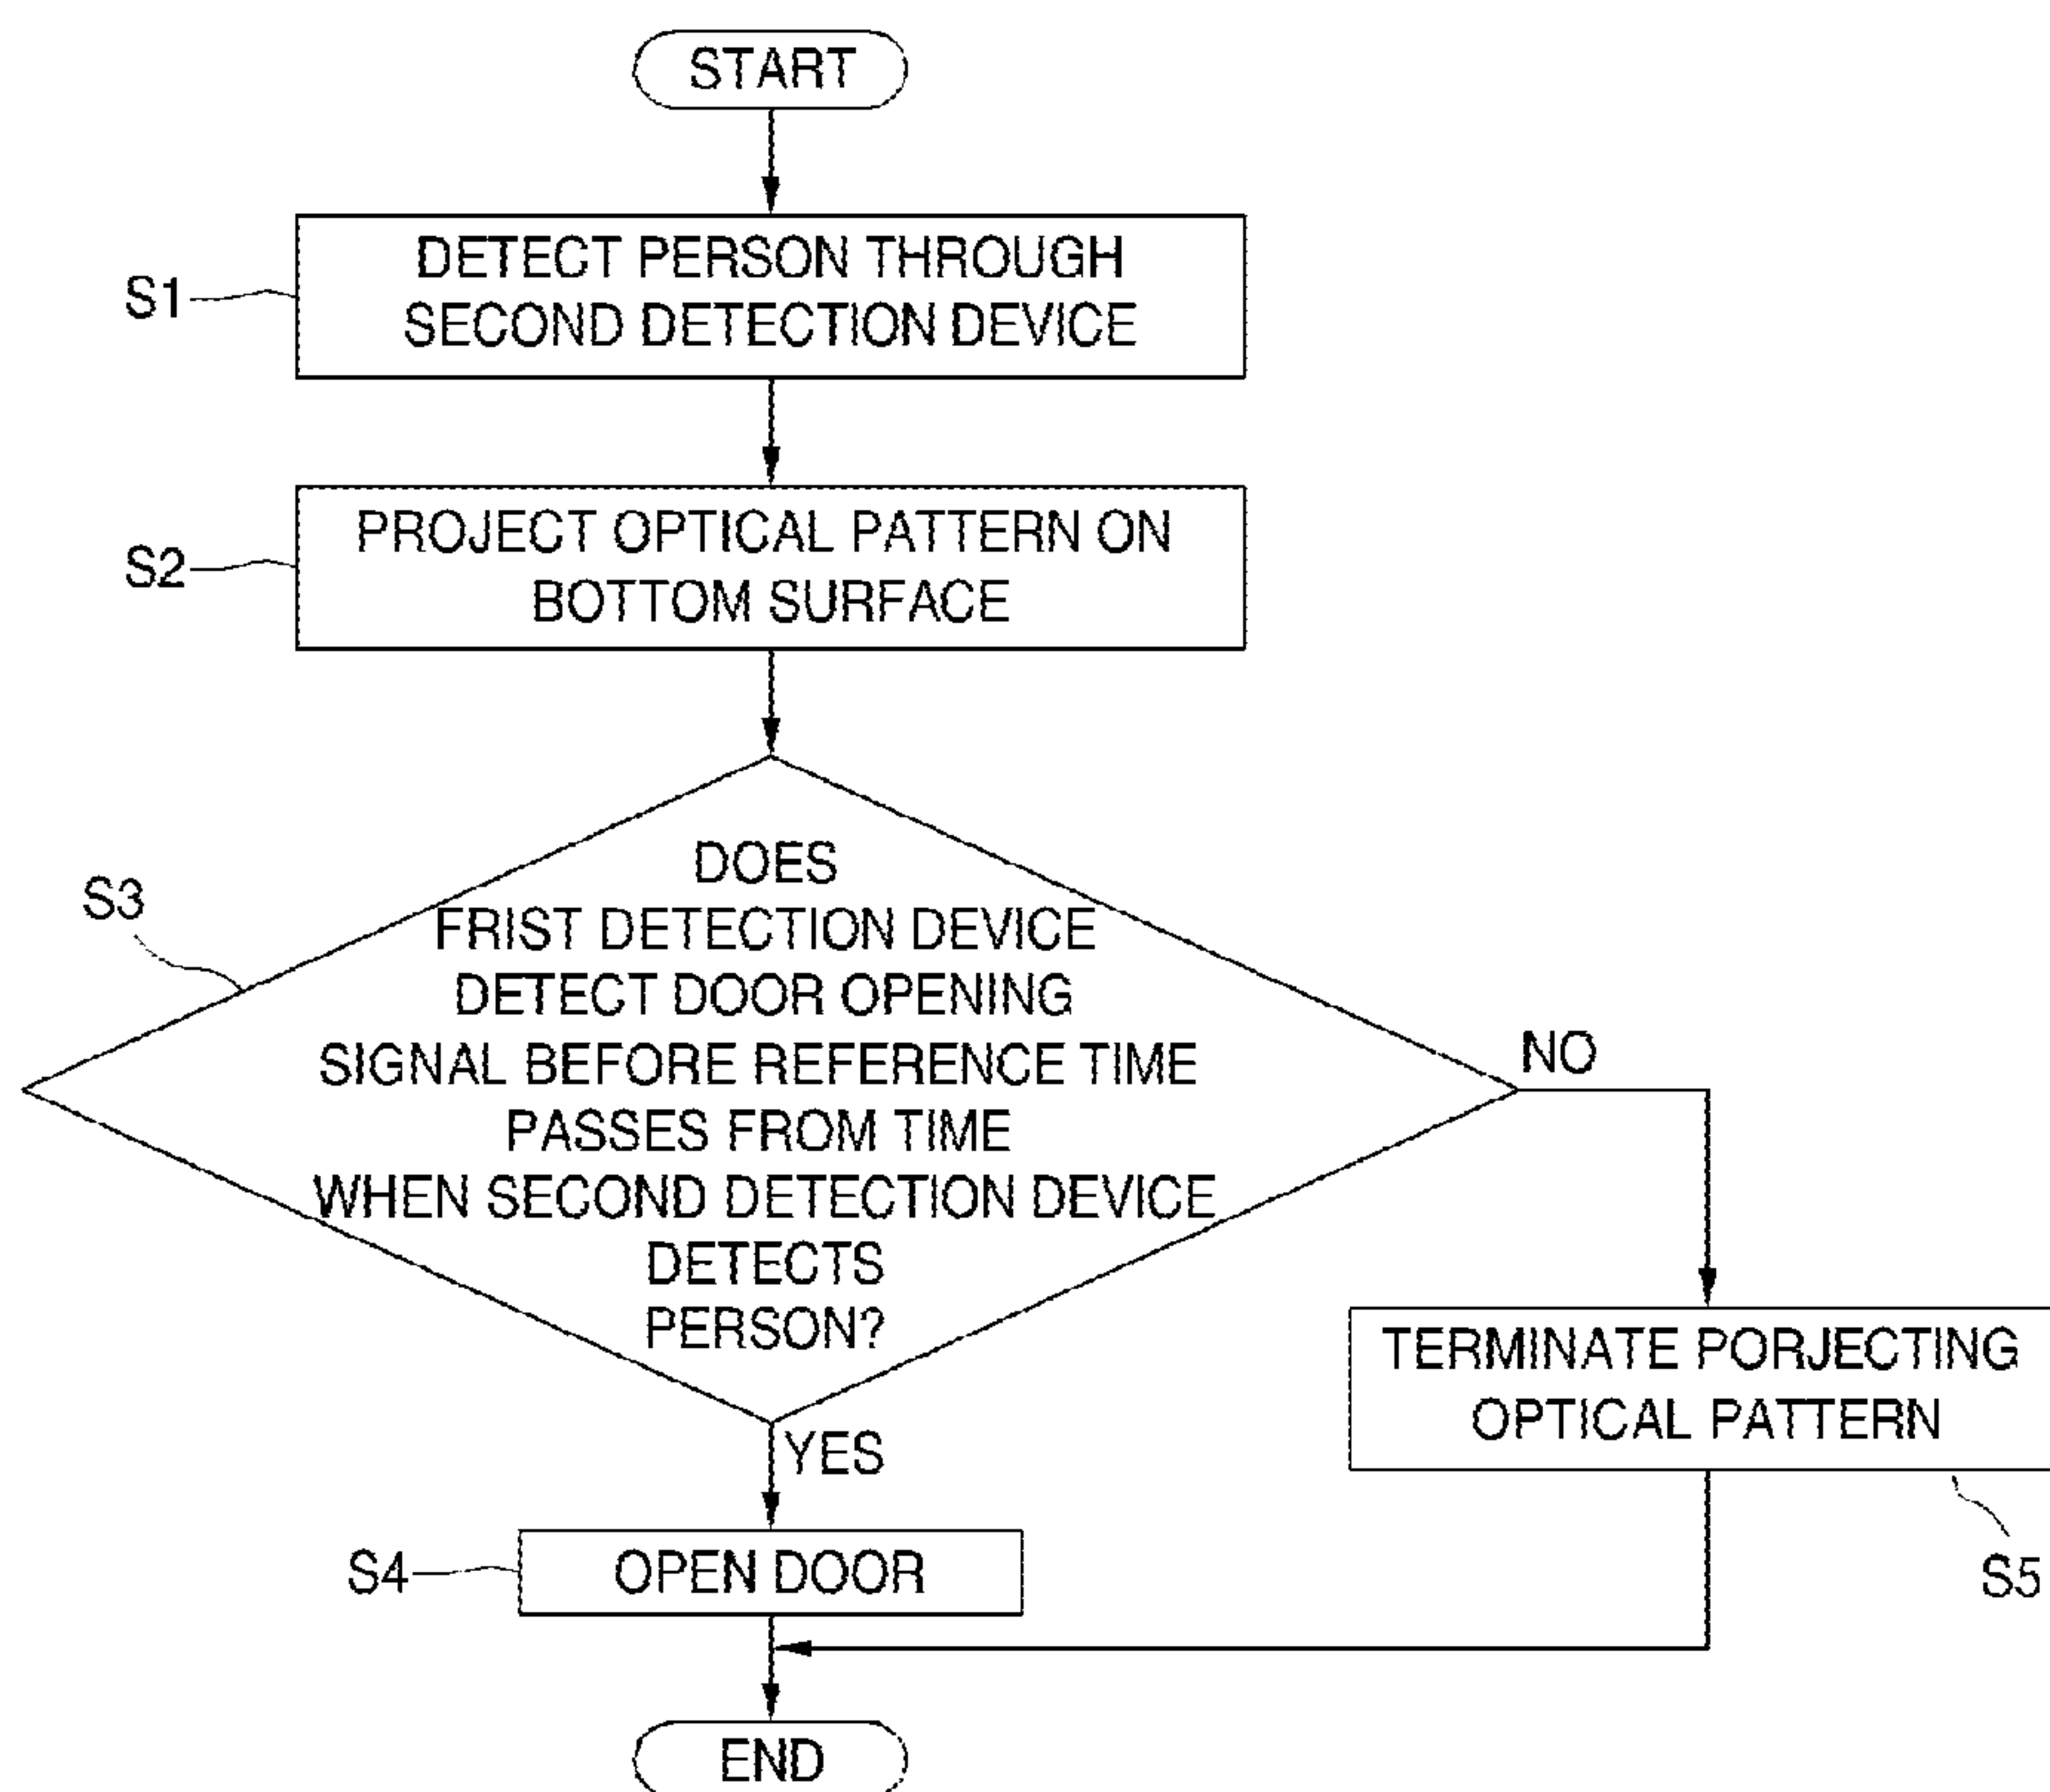 START
S1
DETECT PERSON THROUGH
SECOND DETECTION DEVICE
S2
PROJECT OPTICAL PATTERN ON
BOTTOM SURFACE
S3
DOES
FRIST DETECTION DEVICE
DETECT DOOR OPENING
SIGNAL BEFORE REFERENCE TIME
PASSES FROM TIME
WHEN SECOND DETECTION DEVICE
DETECTS
PERSON?
NO
YES
TERMINATE PORJECTING
OPTICAL PATTERN
S5
S4
OPEN DOOR
END